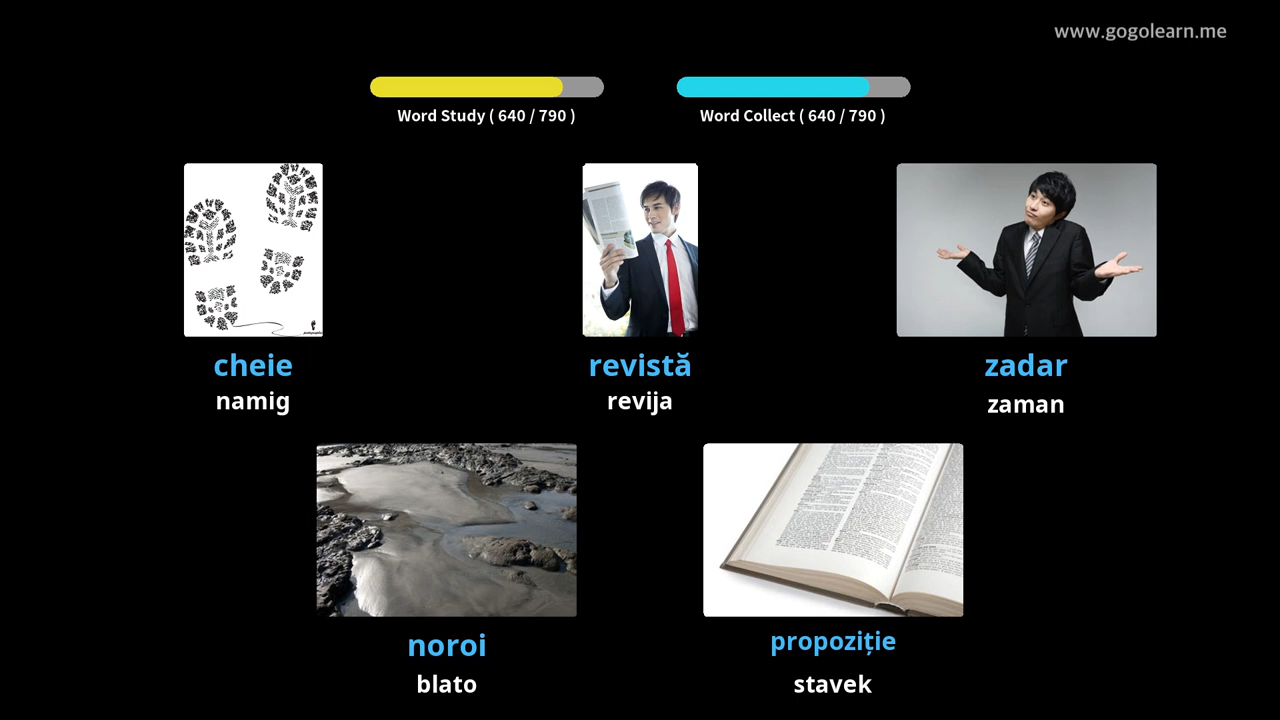 www.gogolearn.me
Word Study ( 640 / 790 )
Word Collect ( 640 / 790 )
cheie
namig
revistă
revija
zadar
zaman
noroi
blato
propoziție
stavek